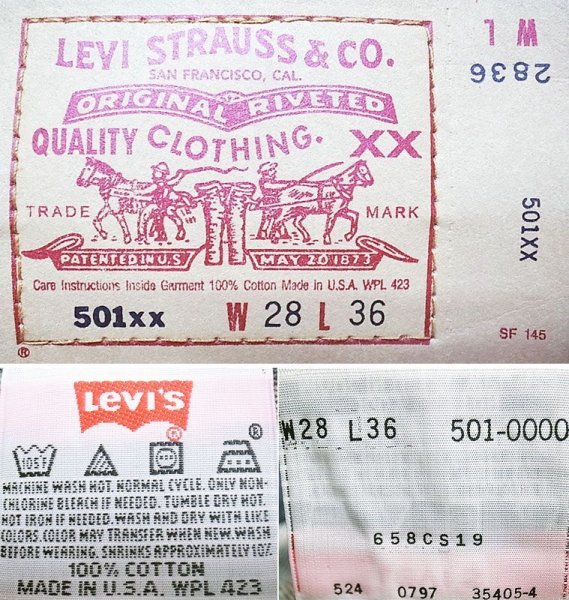 LEVI STRAUSS & CO.
SAN FRANCISCO, CAL.
ORIGINAL RIVETED
QUALITY CLOTHING. XX
TRADE MARK
PATENTED IN U.S. MAY 20 1873
Care Instructions Inside Garment 100% Cotton Made in U.S.A. WPL 423
501xx W 28 L 36
®
W L
2836
501XX
SF 145
LEVI'S
®
®
105F
MACHINE WASH HOT. NORMAL CYCLE. ONLY NON-
CHLORINE BLEACH IF NEEDED. TUMBLE DRY HOT.
HOT IRON IF NEEDED. WASH AND DRY WITH LIKE
COLORS. COLOR MAY TRANSFER WHEN NEW. WASH
BEFORE WEARING. SHRINKS APPROXIMATELY 10%.
100% COTTON
MADE IN U.S.A. WPL 423
W28 L36 501-0000
658CS19
524 0797 35405-4